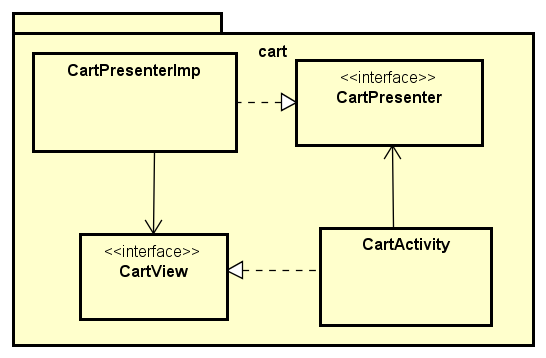 cart
CartPresenterImp
<<interface>>
CartPresenter
<<interface>>
CartView
CartActivity